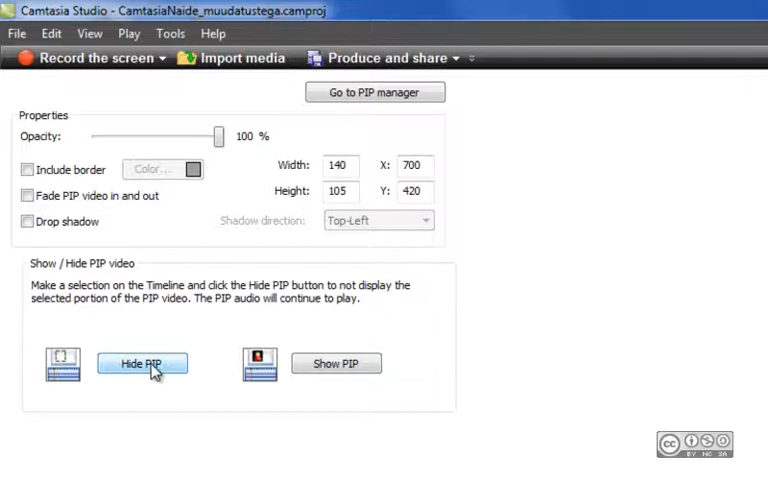 Camtasia Studio - CamtasiaNaide_muudatustega.camproj
File Edit View Play Tools Help
Record the screen Import media Produce and share
Go to PIP manager
Properties
Opacity: 100 %
Include border Color... Width: 140 X: 700
Fade PIP video in and out Height: 105 Y: 420
Drop shadow Shadow direction: Top-Left
Show / Hide PIP video
Make a selection on the Timeline and click the Hide PIP button to not display the
selected portion of the PIP video. The PIP audio will continue to play.
Hide PIP Show PIP
cc
BY NC SA